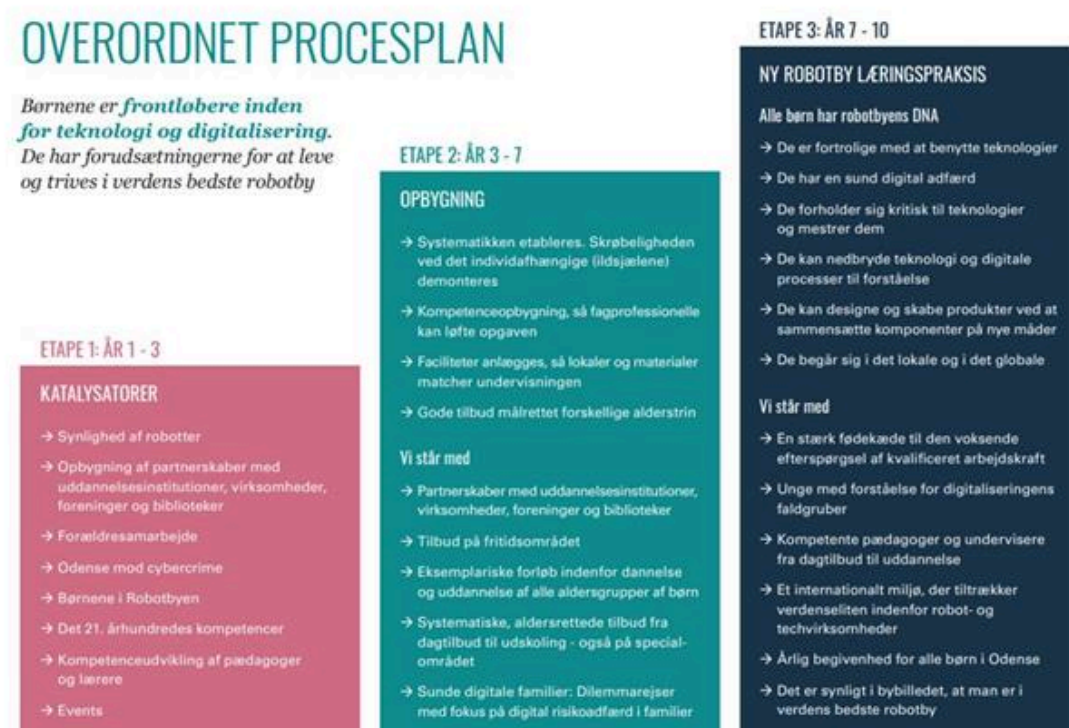 OVERORDNET PROCESPLAN
Børnene er frontløbere inden
for teknologi og digitalisering.
De har forudsætningerne for at leve
og trives i verdens bedste robotby
ETAPE 1: ÅR 1 - 3
KATALYSATORER
→ Synlighed af robotter
→ Opbygning af partnerskaber med
uddannelsesinstitutioner, virksomheder,
foreninger og biblioteker
→ Forældresamarbejde
→ Odense mod cybercrime
→ Børnene i Robotbyen
→ Det 21. århundredes kompetencer
→ Kompetenceudvikling af pædagoger
og lærere
→ Events
ETAPE 2: ÅR 3 - 7
OPBYGNING
→ Systematikken etableres. Skrøbeligheden
ved det individafhængige (ildsjælene)
demonteres
→ Kompetenceopbygning, så fagprofessionelle
kan løfte opgaven
→ Faciliteter anlægges, så lokaler og materialer
matcher undervisningen
→ Gode tilbud målrettet forskellige alderstrin
Vi står med
→ Partnerskaber med uddannelsesinstitutioner,
virksomheder, foreninger og biblioteker
→ Tilbud på fritidsområdet
→ Eksemplariske forløb indenfor dannelse
og uddannelse af alle aldersgrupper af børn
→ Systematiske, aldersrettede tilbud fra
dagtilbud til udskoling - også på special-
området
→ Sunde digitale familier: Dilemmarejser
med fokus på digital risikoadfærd i familier
ETAPE 3: ÅR 7 - 10
NY ROBOTBY LÆRINGSPRAKSIS
Alle børn har robotbyens DNA
→ De er fortrolige med at benytte teknologier
→ De har en sund digital adfærd
→ De forholder sig kritisk til teknologier
og mestrer dem
→ De kan nedbryde teknologi og digitale
processer til forståelse
→ De kan designe og skabe produkter ved at
sammensætte komponenter på nye måder
→ De begår sig i det lokale og i det globale
Vi står med
→ En stærk fødekæde til den voksende
efterspørgsel af kvalificeret arbejdskraft
→ Unge med forståelse for digitaliseringens
faldgruber
→ Kompetente pædagoger og undervisere
fra dagtilbud til uddannelse
→ Et internationalt miljø, der tiltrækker
verdenseliten indenfor robot- og
techvirksomheder
→ Årlig begivenhed for alle børn i Odense
→ Det er synligt i bybilledet, at man er i
verdens bedste robotby